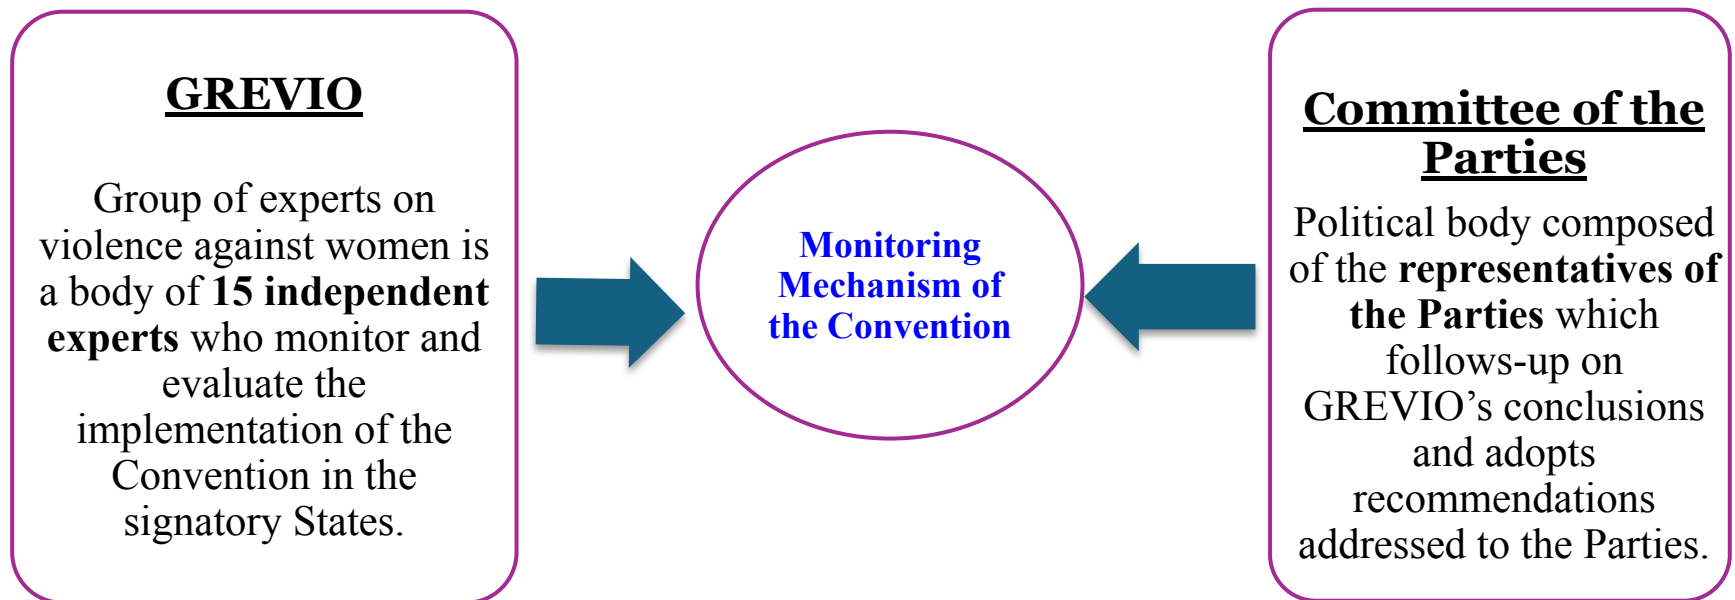 GREVIO
Group of experts on
violence against women is
a body of 15 independent
experts who monitor and
evaluate the
implementation of the
Convention in the
signatory States.
Monitoring
Mechanism of
the Convention
Committee of the
Parties
Political body composed
of the representatives of
the Parties which
follows-up on
GREVIO’s conclusions
and adopts
recommendations
addressed to the Parties.